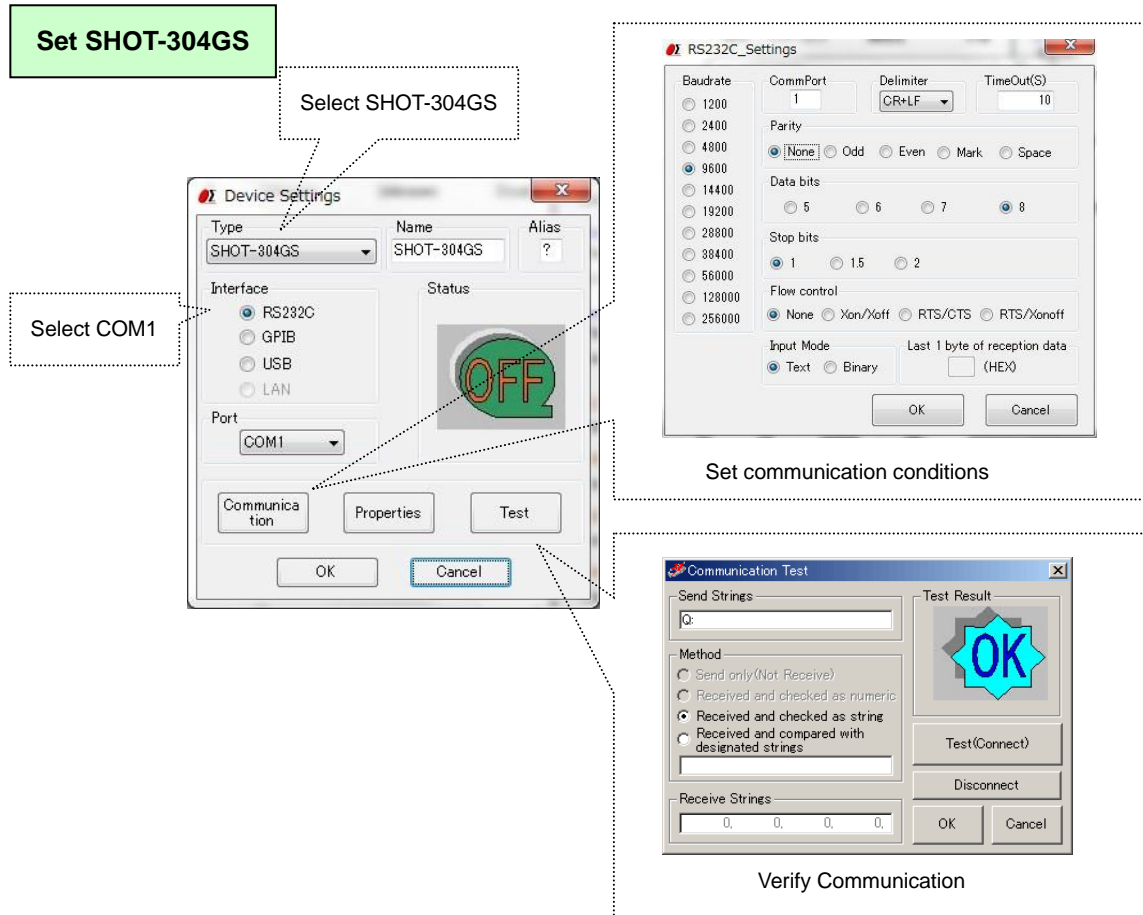 Set SHOT-304GS
Select SHOT-304GS
Device Settings
Type
Name
Alias
SHOT-304GS
SHOT-304GS
?
Interface
Status
RS232C
GPIB
USB
LAN
OFF
Select COM1
Port
COM1
Communica
tion
Properties
Test
OK
Cancel
RS232C_Settings
Baudrate
CommPort
Delimiter
TimeOut(S)
1
CR+LF
10
1200
2400
4800
9600
14400
19200
28800
38400
56000
128000
256000
Parity
None Odd Even Mark Space
Data bits
5 6 7 8
Stop bits
1 1.5 2
Flow control
None Xon/Xoff RTS/CTS RTS/Xonoff
Input Mode
Last 1 byte of reception data
Text Binary
(HEX)
OK
Cancel
Set communication conditions
Communication Test
Send Strings
Q:
Method
Send only(Not Receive)
Received and checked as numeric
Received and checked as string
Received and compared with
designated strings
Receive Strings
0, 0, 0, 0,
Test Result
OK
Test(Connect)
Disconnect
OK
Cancel
Verify Communication